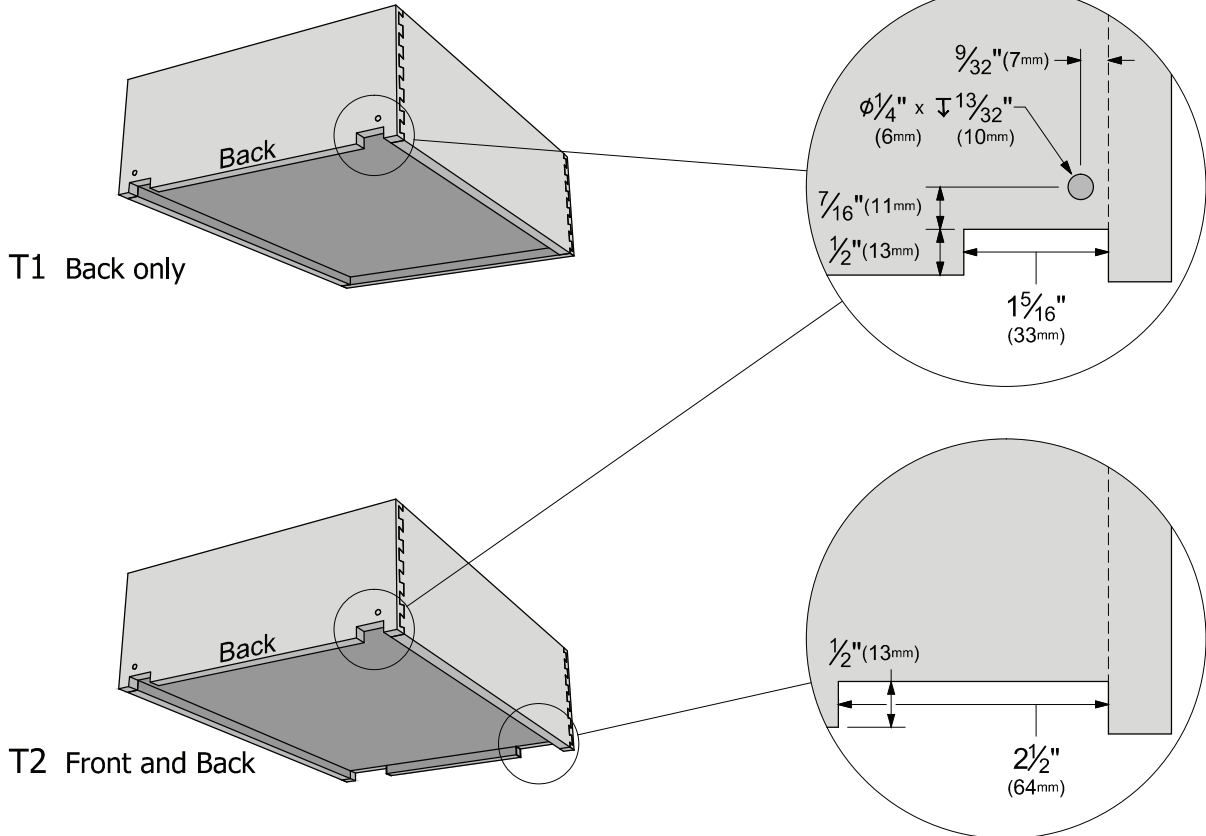 Back
T1 Back only
9/32"(7mm)
⌀1/4" x ↧13/32"
(6mm) (10mm)
7/16"(11mm)
1/2"(13mm)
1 5/16"
(33mm)
Back
T2 Front and Back
1/2"(13mm)
2 1/2"
(64mm)